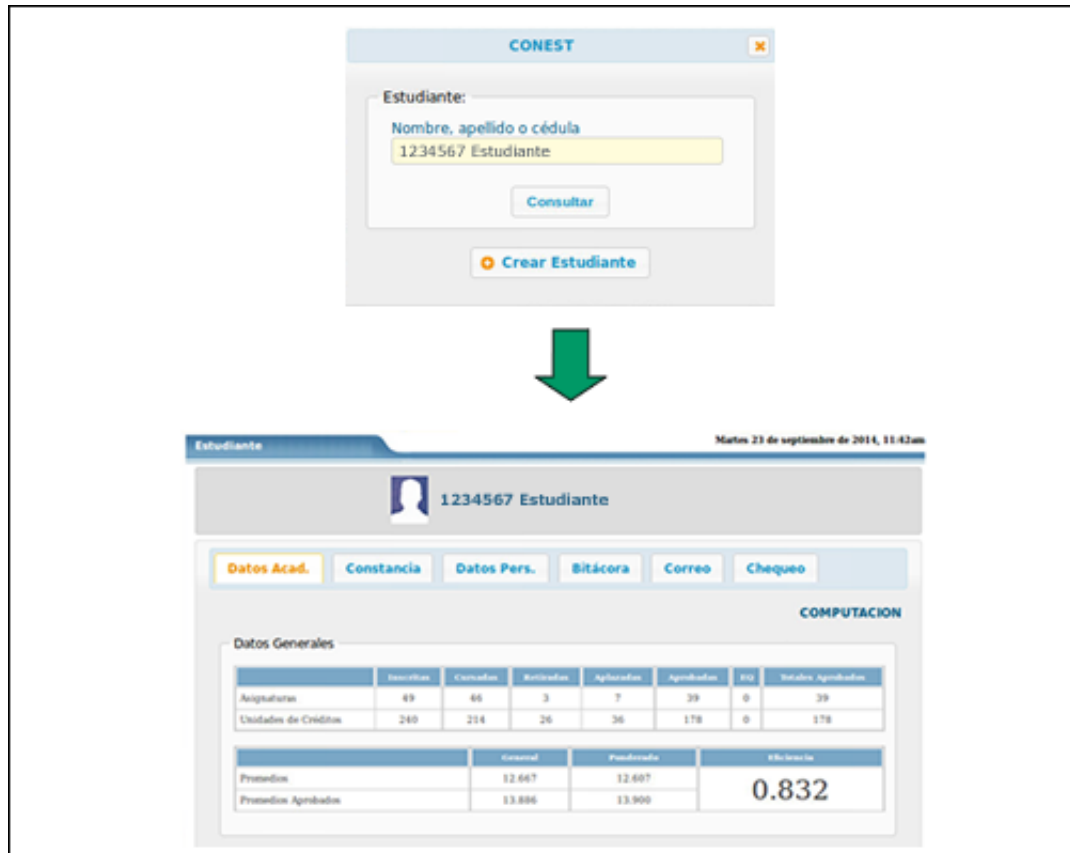 CONEST
Estudiante:
Nombre, apellido o cédula
1234567 Estudiante
Consultar
Crear Estudiante
Estudiante
Martes 23 de septiembre de 2014, 11:42am
1234567 Estudiante
Datos Acad. Constancia Datos Pers. Bitácora Correo Chequeo
COMPUTACION
Datos Generales
Inscritas Cursadas Retiradas Aplazadas Aprobadas EQ Totales Aprobadas
Asignaturas 49 46 3 7 39 0 39
Unidades de Créditos 240 214 26 36 178 0 178
General Ponderado Eficiencia
Promedios 12.667 12.607 0.832
Promedios Aprobados 13.886 13.900